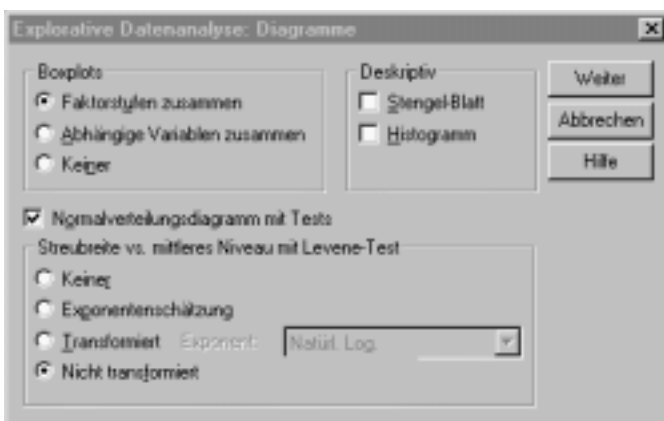 Explorative Datenanalyse: Diagramme
Boxplots
Faktorstufen zusammen
Abhängige Variablen zusammen
Keiner
Deskriptiv
Stengel-Blatt
Histogramm
Weiter
Abbrechen
Hilfe
Normalverteilungsdiagramm mit Tests
Streubreite vs. mittleres Niveau mit Levene-Test
Keiner
Exponentenschätzung
Transformiert Exponent: Natürl. Log.
Nicht transformiert